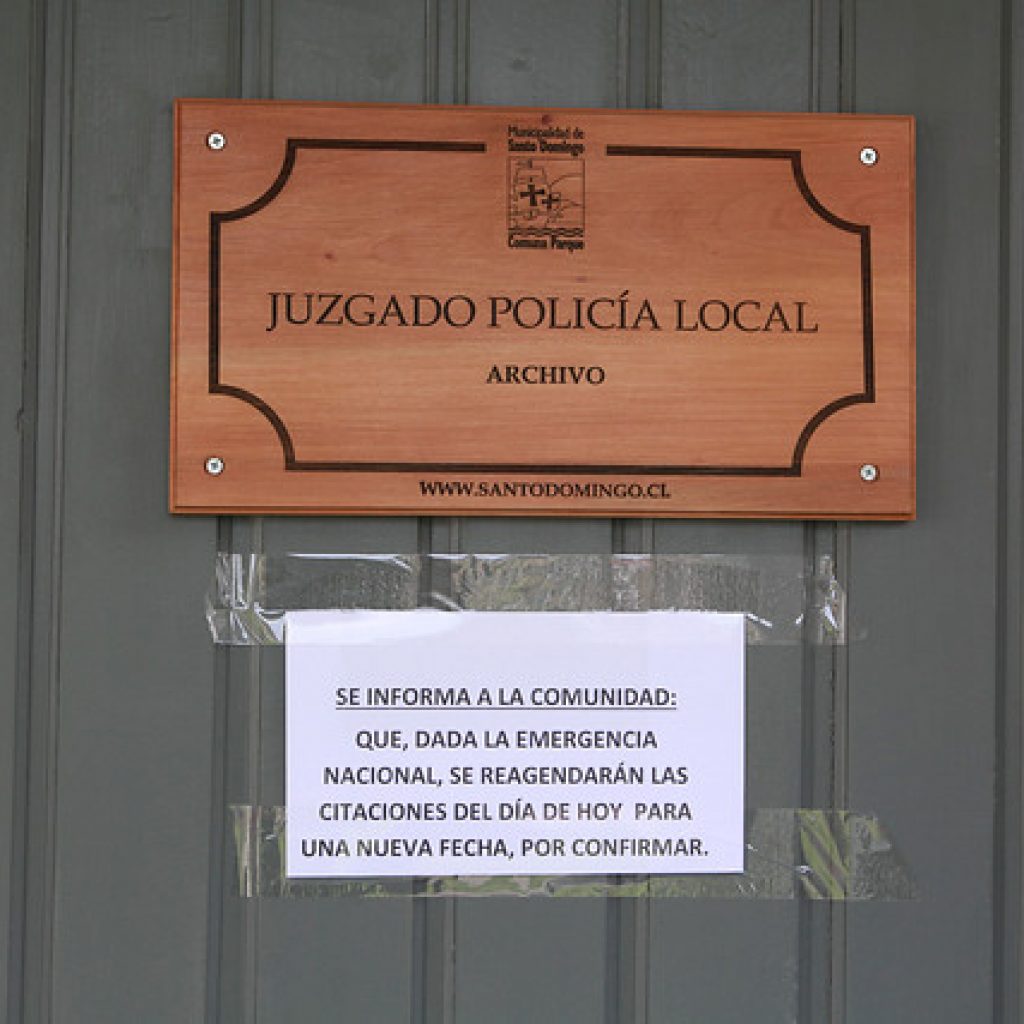 Municipalidad de
Santo Domingo
Comuna Parque
JUZGADO POLICÍA LOCAL
ARCHIVO
WWW.SANTODOMINGO.CL
SE INFORMA A LA COMUNIDAD:
QUE, DADA LA EMERGENCIA
NACIONAL, SE REAGENDARÁN LAS
CITACIONES DEL DÍA DE HOY PARA
UNA NUEVA FECHA, POR CONFIRMAR.